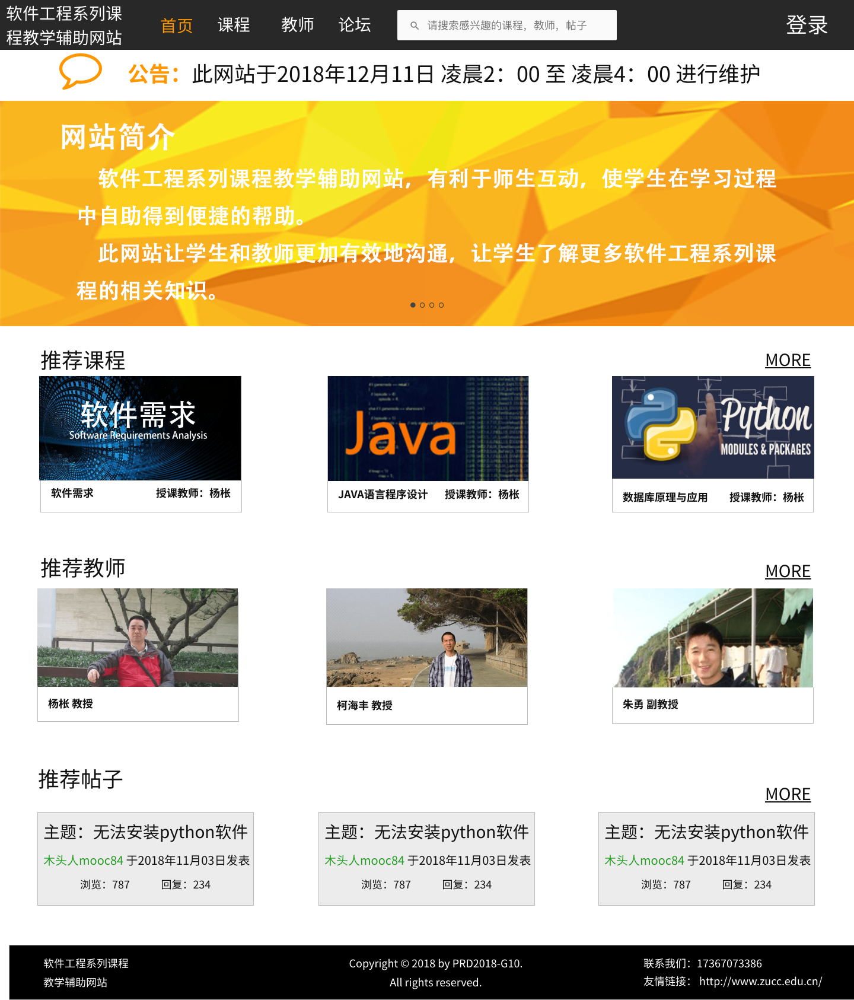 软件工程系列课
程教学辅助网站
首页 课程 教师 论坛
请搜索感兴趣的课程，教师，帖子
登录
公告：此网站于2018年12月11日 凌晨2：00 至 凌晨4：00 进行维护
网站简介
软件工程系列课程教学辅助网站，有利于师生互动，使学生在学习过程
中自助得到便捷的帮助。
此网站让学生和教师更加有效地沟通，让学生了解更多软件工程系列课
程的相关知识。
推荐课程 MORE
软件需求
Software Requirements Analysis
Java
Python
MODULES & PACKAGES
软件需求 授课教师：杨枨
JAVA语言程序设计 授课教师：杨枨
数据库原理与应用 授课教师：杨枨
推荐教师 MORE
杨枨 教授
柯海丰 教授
朱勇 副教授
推荐帖子
MORE
主题：无法安装python软件
木头人mooc84 于2018年11月03日发表
浏览：787 回复：234
主题：无法安装python软件
木头人mooc84 于2018年11月03日发表
浏览：787 回复：234
主题：无法安装python软件
木头人mooc84 于2018年11月03日发表
浏览：787 回复：234
软件工程系列课程
教学辅助网站
Copyright © 2018 by PRD2018-G10.
All rights reserved.
联系我们：17367073386
友情链接： http://www.zucc.edu.cn/